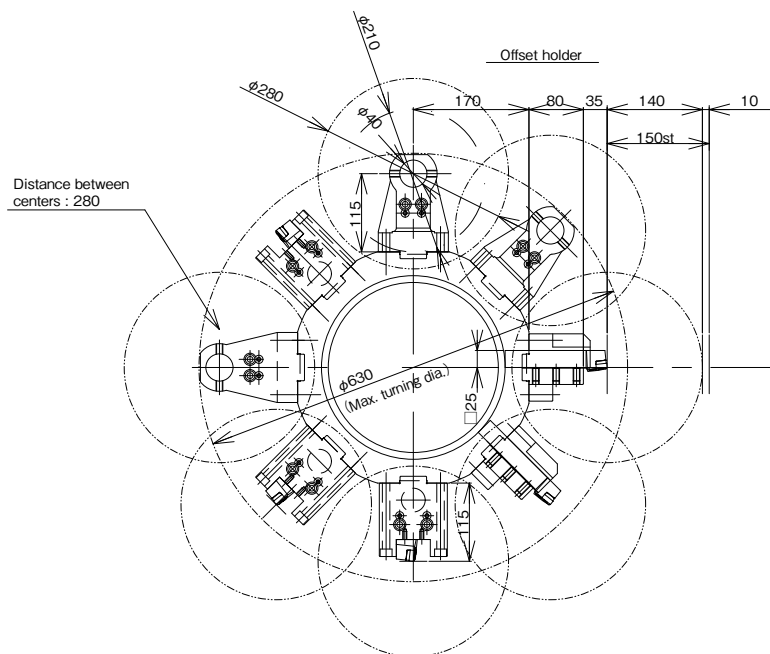 φ210
Offset holder
φ280
170
80
35
140
10
φ40
150st
Distance between
centers : 280
115
φ630
(Max. turning dia.)
□25
115